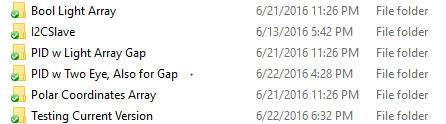 Bool Light Array 6/21/2016 11:26 PM File folder
I2CSlave 6/13/2016 5:42 PM File folder
PID w Light Array Gap 6/21/2016 11:26 PM File folder
PID w Two Eye, Also for Gap 6/22/2016 4:28 PM File folder
Polar Coordinates Array 6/21/2016 11:26 PM File folder
Testing Current Version 6/22/2016 6:32 PM File folder